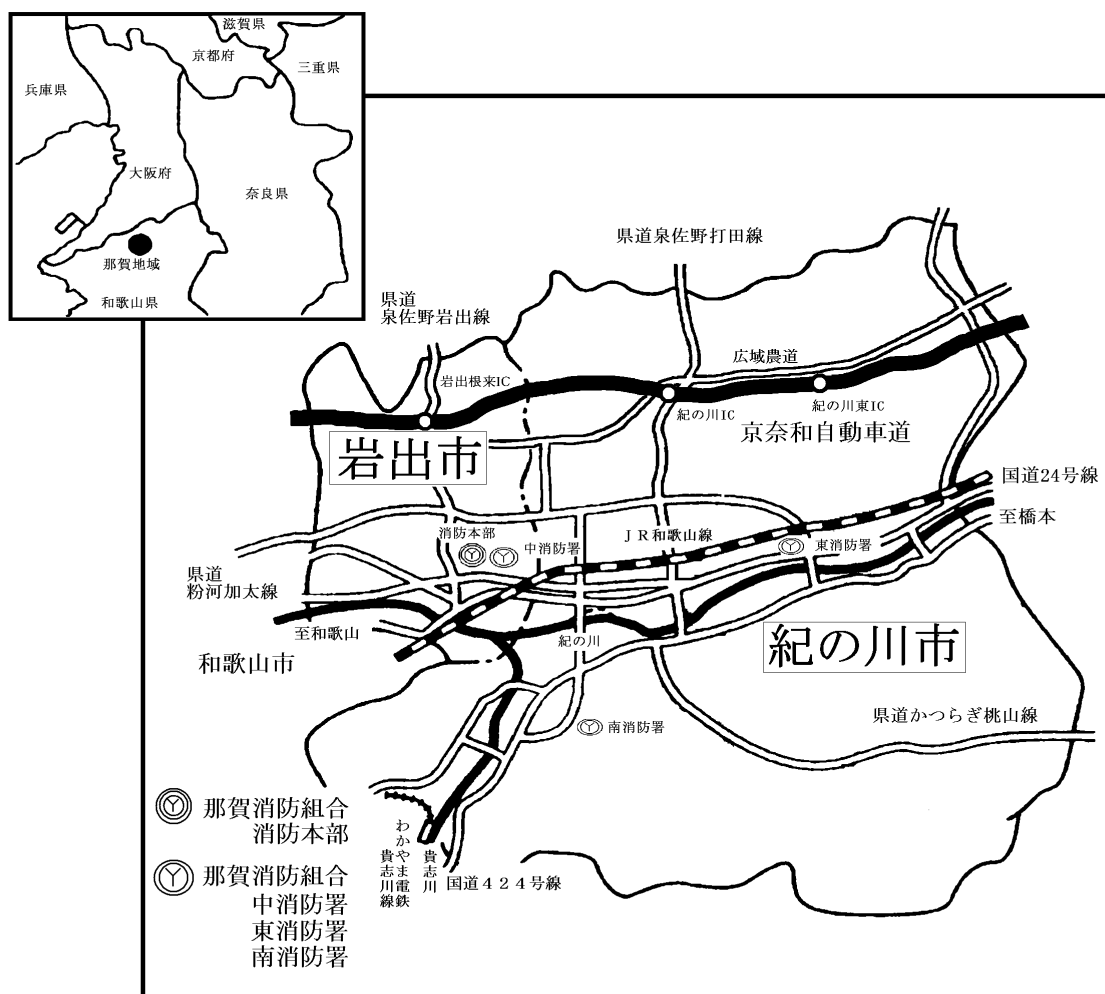 滋賀県
京都府
三重県
兵庫県
大阪府
奈良県
那賀地域
和歌山県
県道泉佐野打田線
県道
泉佐野岩出線
広域農道
岩出根来IC
紀の川IC
紀の川東IC
京奈和自動車道
岩出市
国道24号線
至橋本
消防本部
中消防署
ＪＲ和歌山線
東消防署
県道
粉河加太線
至和歌山
和歌山市
紀の川
紀の川市
南消防署
県道かつらぎ桃山線
那賀消防組合
消防本部
那賀消防組合
中消防署
東消防署
南消防署
わかやま電鉄
貴志川線
貴志川
国道４２４号線